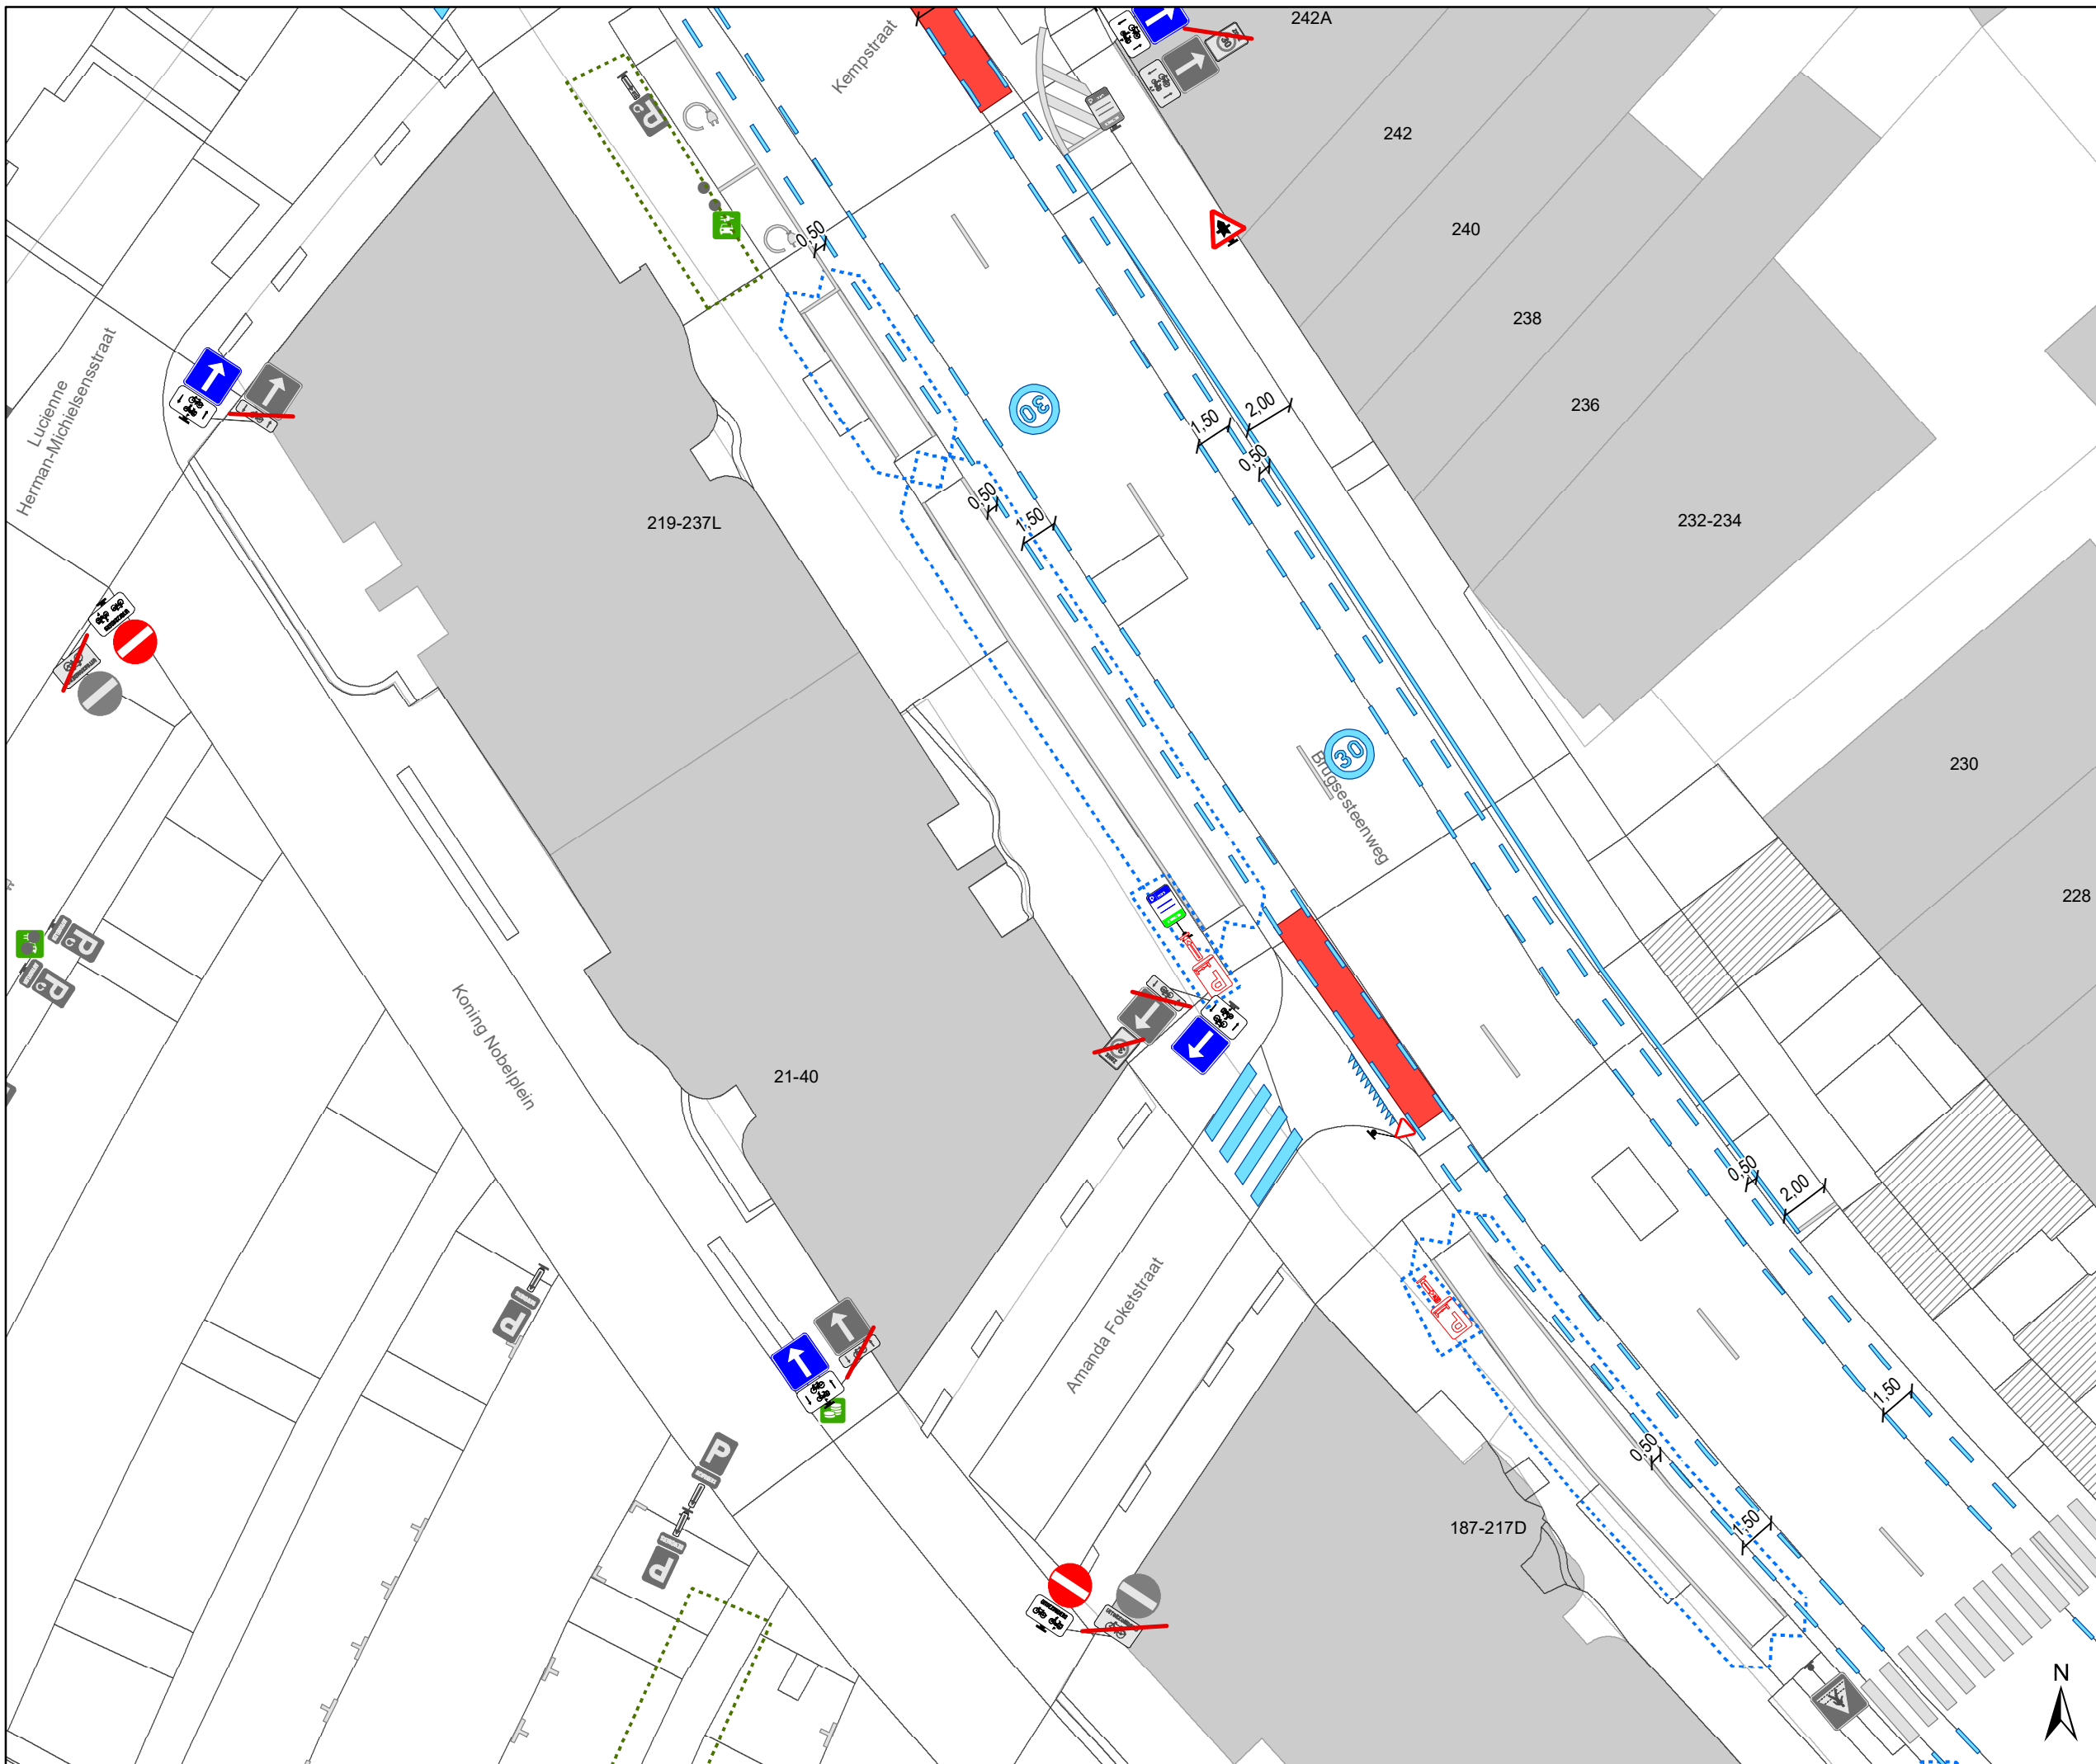 242A
Kempstraat
242
240
0,50
238
30
Lucienne
Herman-Michielsensstraat
2,00
1,50
0,50
236
0,50
1,50
219-237L
232-234
30
Brugsesteenweg
230
228
P
P
P
P
Koning Nobelplein
21-40
0,50
2,00
Amanda Foketstraat
P
P
1,50
0,50
P
P
1,50
187-217D
P
N